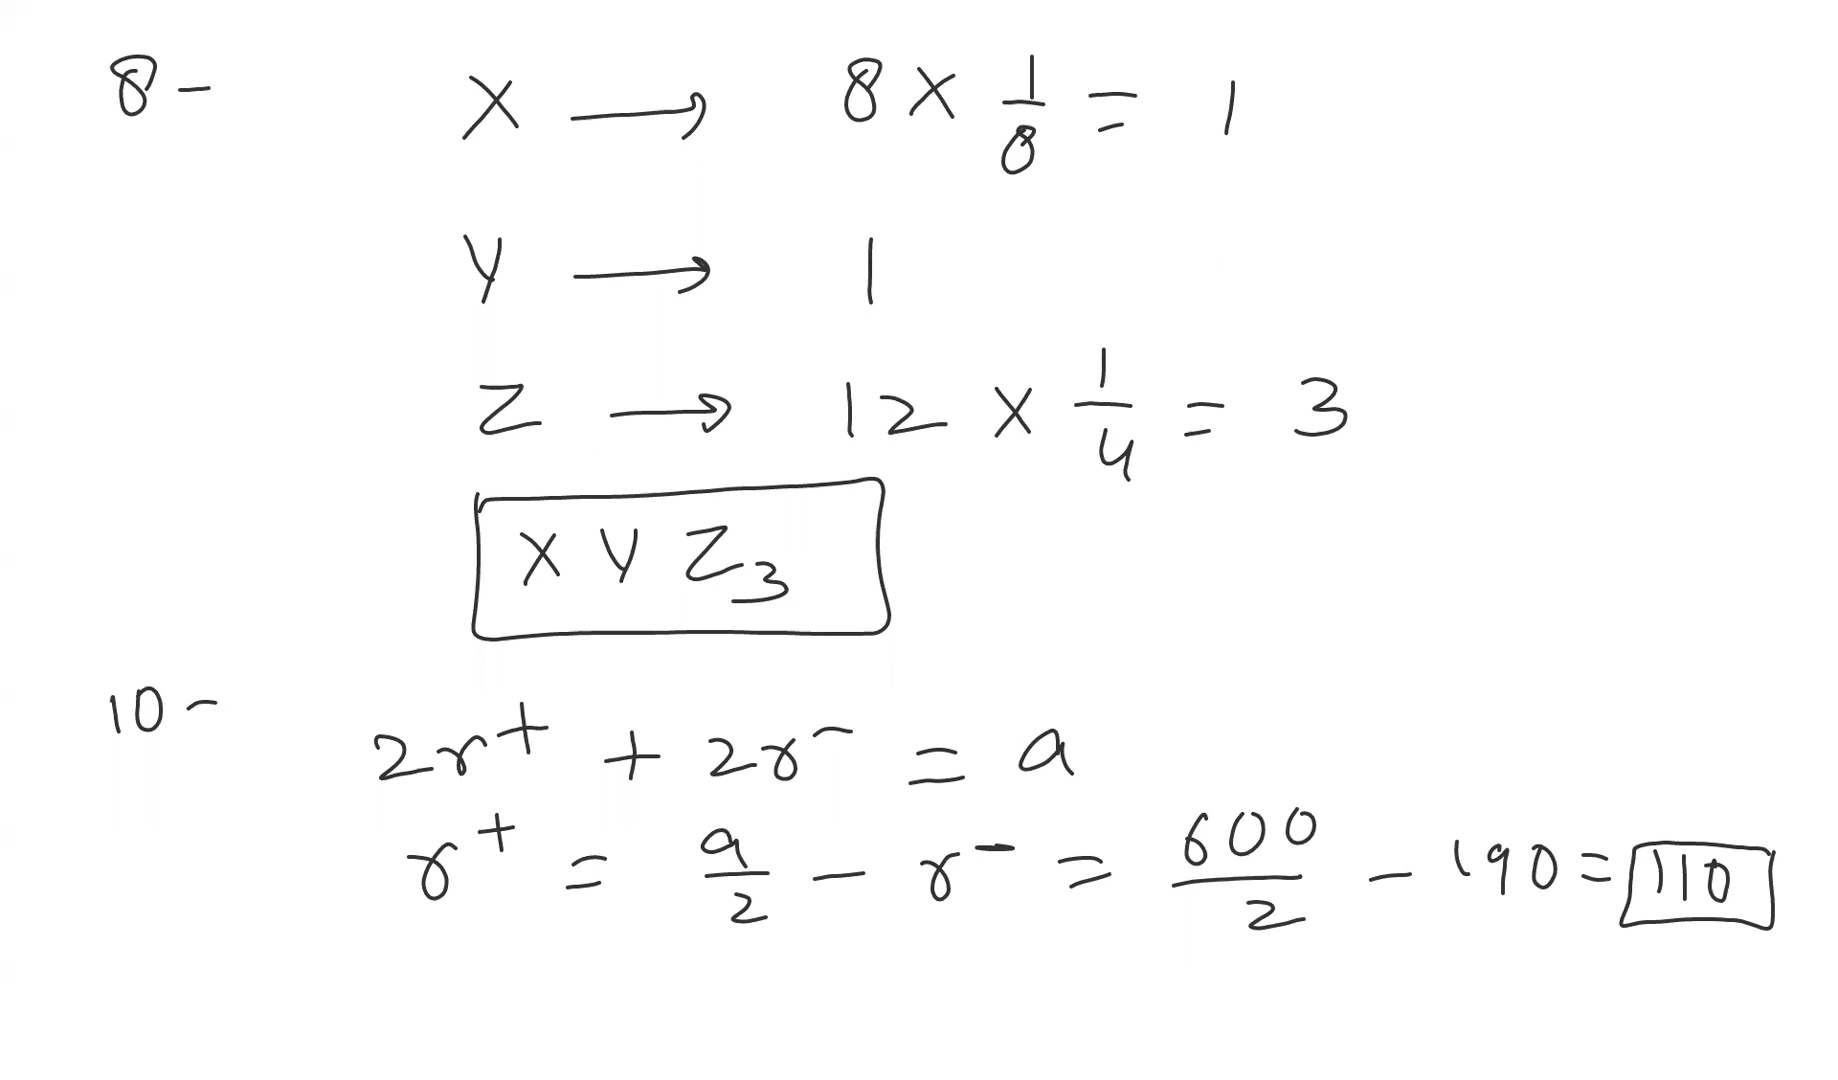 8- X → 8 × 1/8 = 1
Y → 1
Z → 12 × 1/4 = 3
X Y Z₃
10- 2r⁺ + 2r⁻ = a
r⁺ = a/2 - r⁻ = 600/2 - 190 = 110